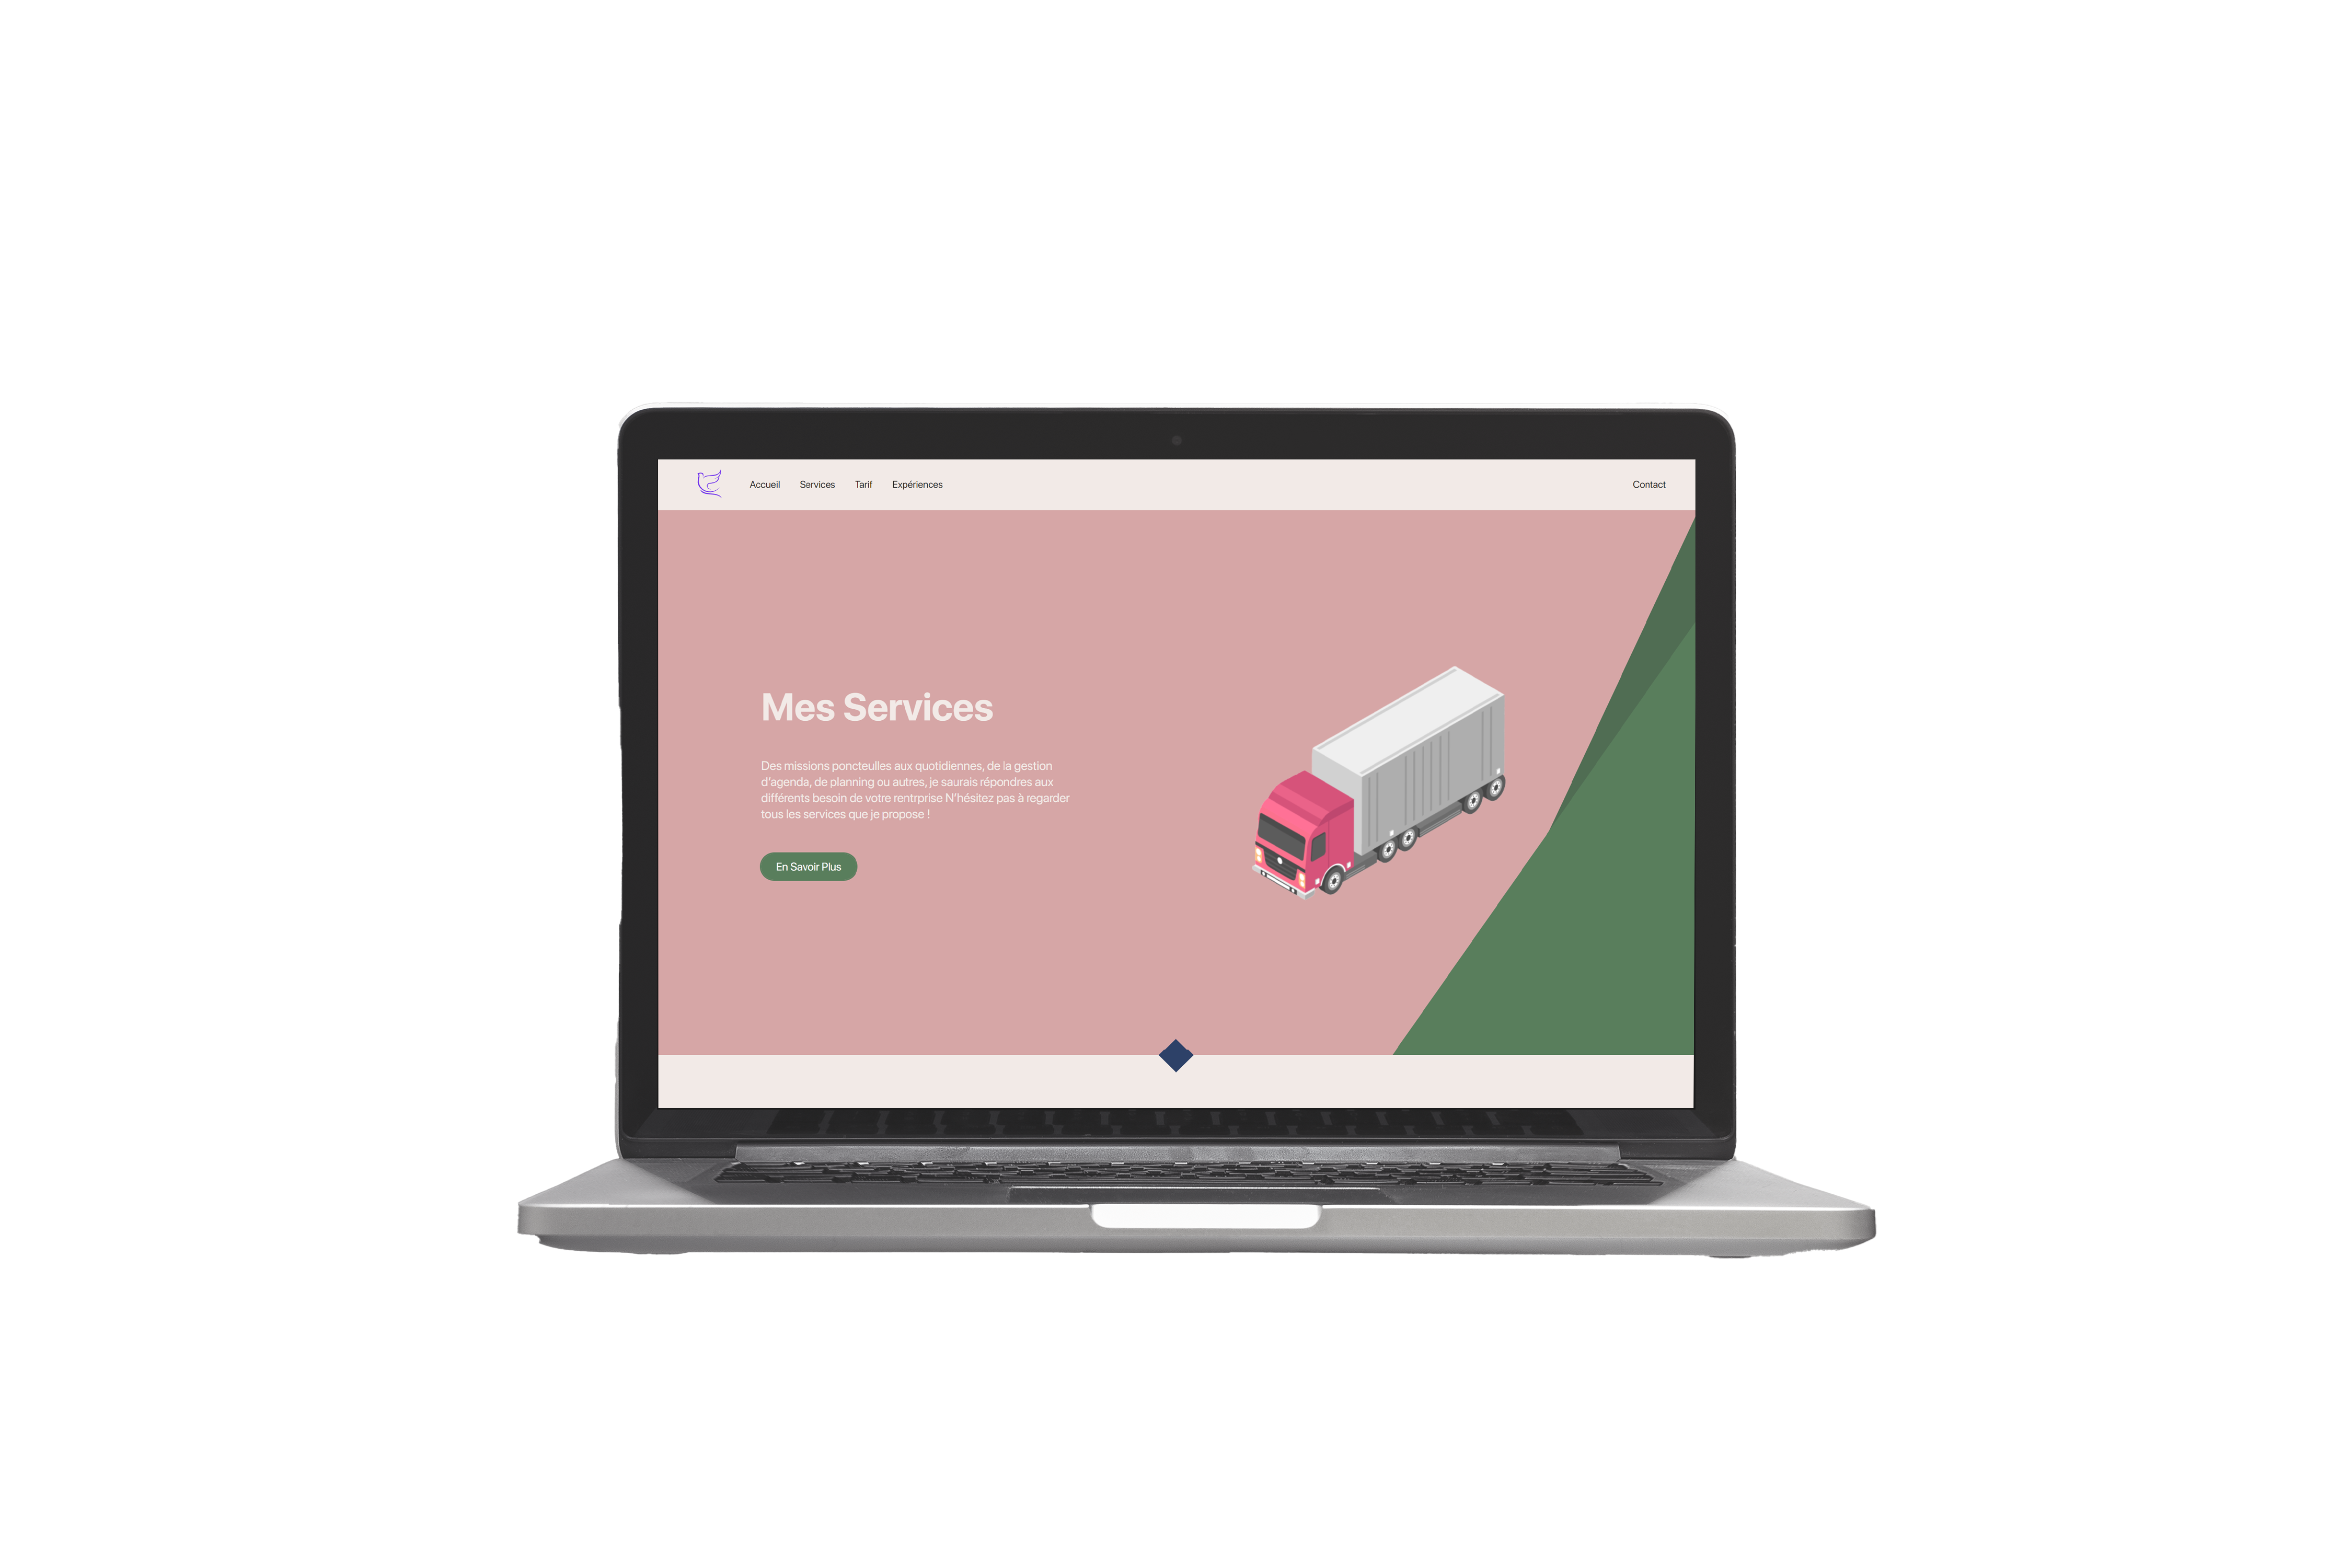 Accueil Services Tarif Expériences Contact
Mes Services
Des missions poncteulles aux quotidiennes, de la gestion
d'agenda, de planning ou autres, je saurais répondres aux
différents besoin de votre rentrprise N'hésitez pas à regarder
tous les services que je propose !
En Savoir Plus